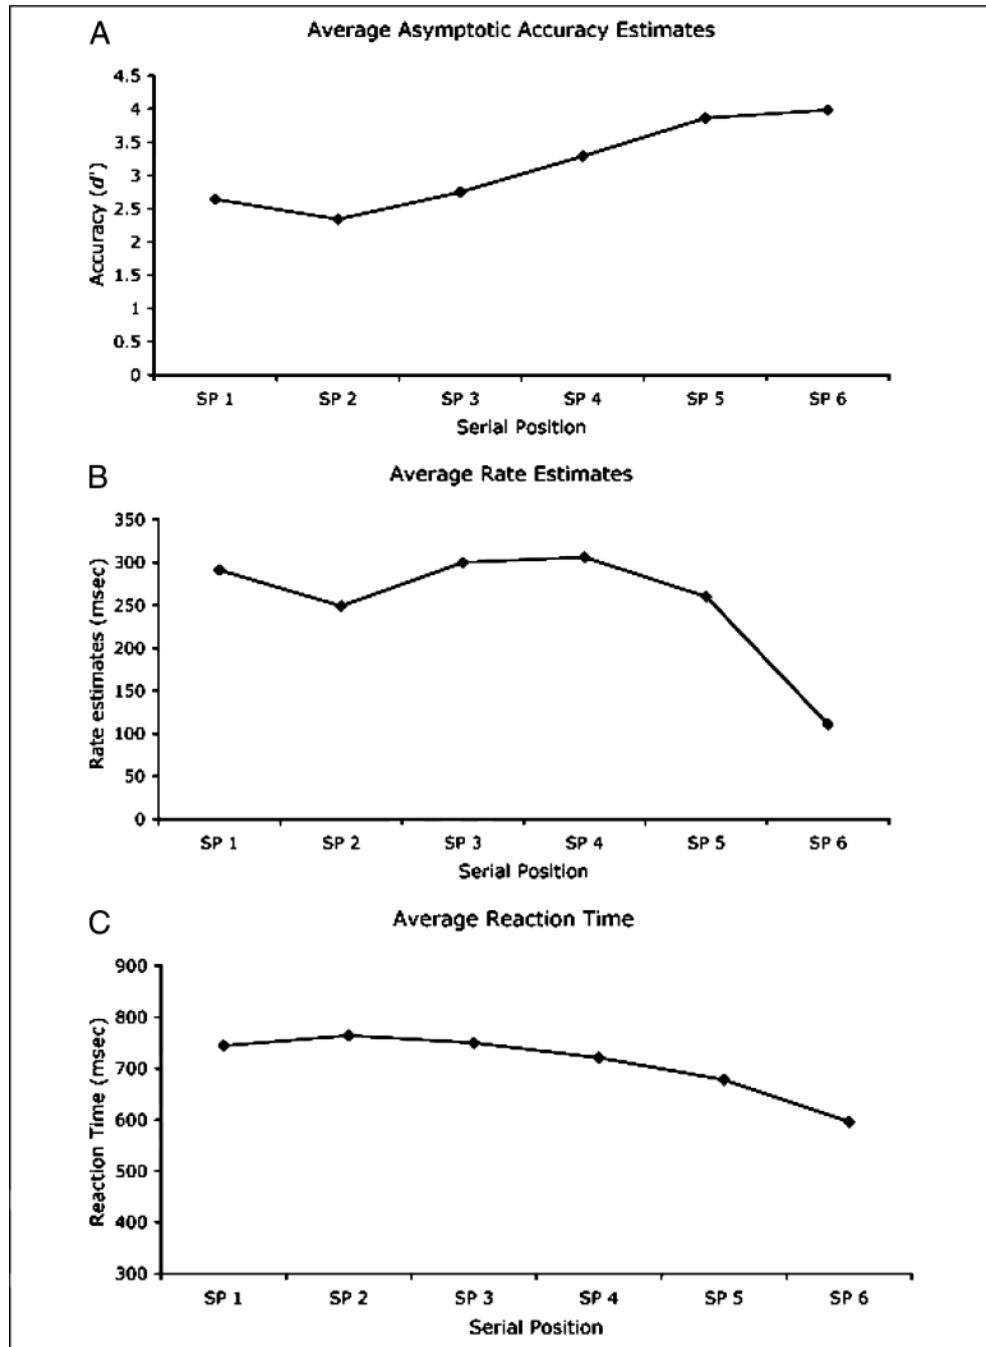 A
Average Asymptotic Accuracy Estimates
4.5
4
3.5
3
2.5
2
1.5
1
0.5
0
Accuracy (d')
SP 1 SP 2 SP 3 SP 4 SP 5 SP 6
Serial Position
B
Average Rate Estimates
350
300
250
200
150
100
50
0
Rate estimates (msec)
SP 1 SP 2 SP 3 SP 4 SP 5 SP 6
Serial Position
C
Average Reaction Time
900
800
700
600
500
400
300
Reaction Time (msec)
SP 1 SP 2 SP 3 SP 4 SP 5 SP 6
Serial Position